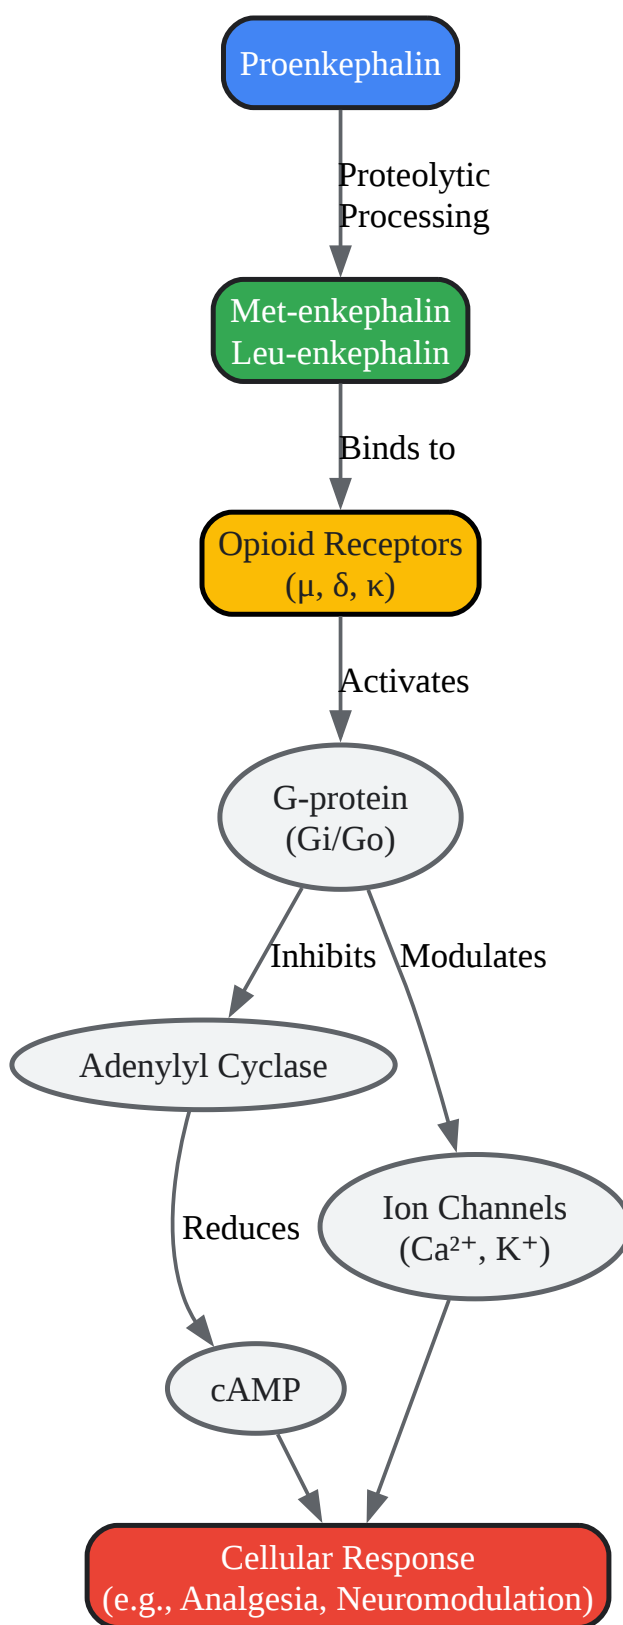 Proenkephalin
Proteolytic
Processing
Met-enkephalin
Leu-enkephalin
Binds to
Opioid Receptors
(μ, δ, κ)
Activates
G-protein
(Gi/Go)
Inhibits
Modulates
Adenylyl Cyclase
Ion Channels
(Ca²⁺, K⁺)
Reduces
cAMP
Cellular Response
(e.g., Analgesia, Neuromodulation)